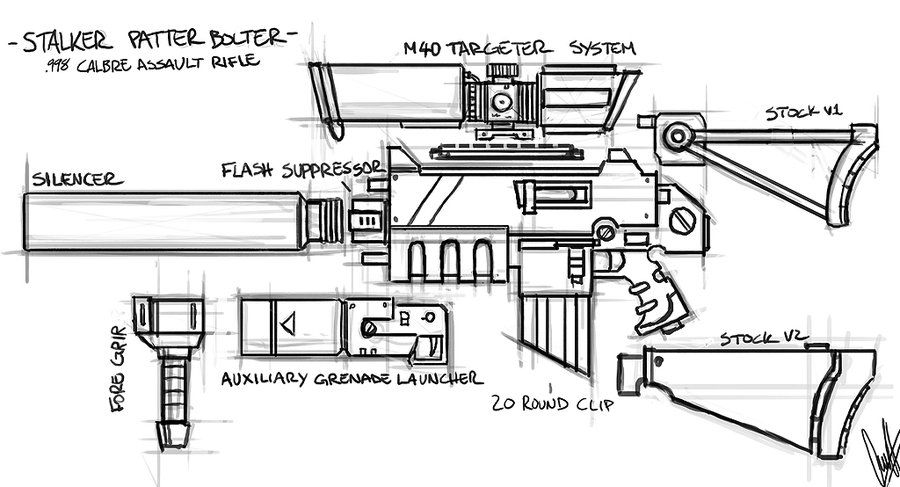 -STALKER PATTER BOLTER-
.998 CALBRE ASSAULT RIFLE
M40 TARGETER SYSTEM
STOCK V.1
FLASH SUPPRESSOR
SILENCER
FORE GRIP
AUXILIARY GRENADE LAUNCHER
20 ROUND CLIP
STOCK V2